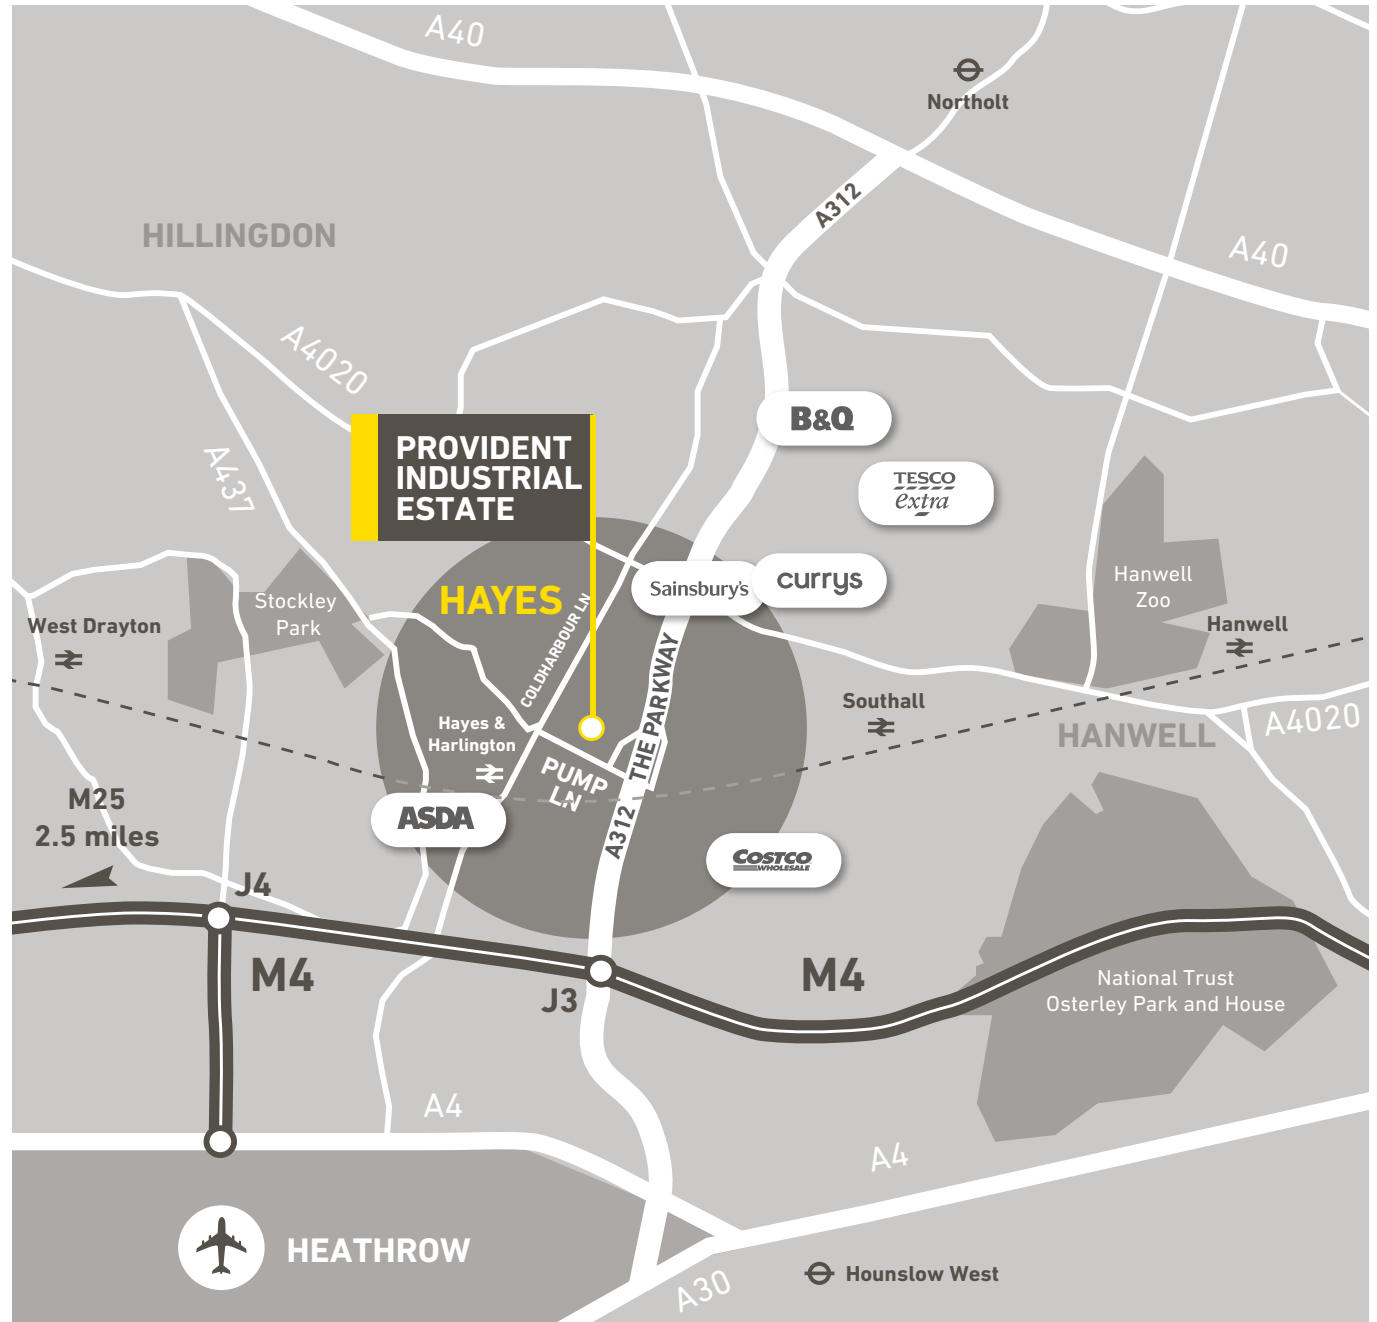 A40
Northolt
A312
HILLINGDON
A40
A4020
B&Q
PROVIDENT
INDUSTRIAL
ESTATE
A437
TESCO
extra
HAYES
Sainsbury's
currys
Stockley
Park
Hanwell
Zoo
West Drayton
Hanwell
COLDHARBOUR LN
THE PARKWAY
Southall
Hayes &
Harlington
HANWELL
A4020
PUMP
LN
M25
2.5 miles
ASDA
A312
COSTCO
WHOLESALE
J4
M4
M4
J3
National Trust
Osterley Park and House
A4
A4
HEATHROW
Hounslow West
A30